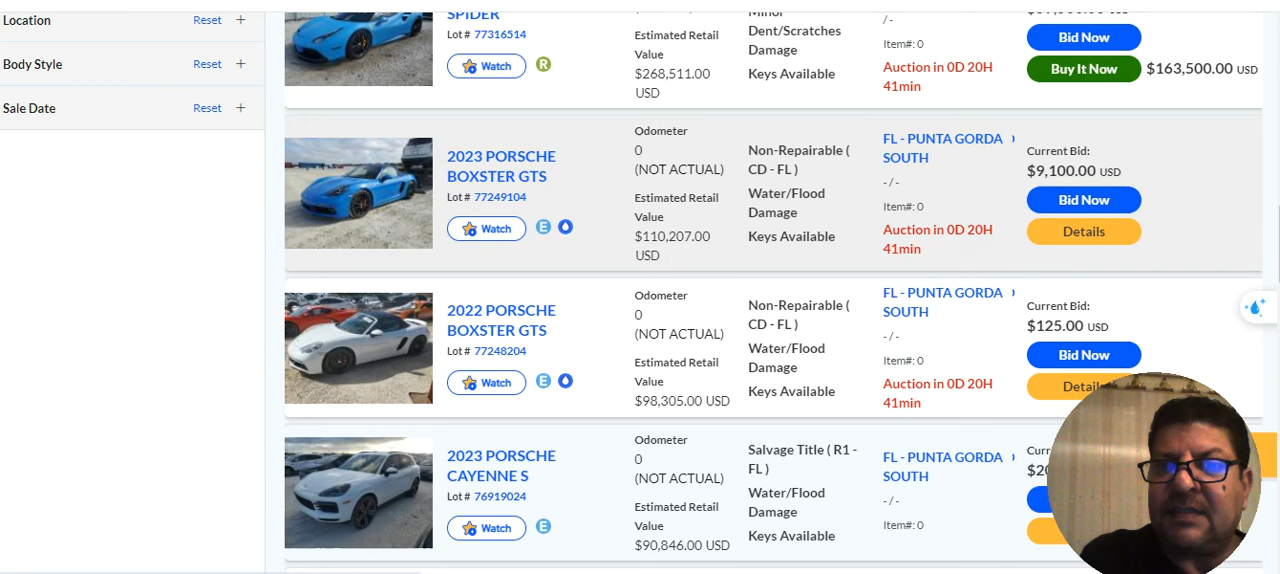 Location Reset +
Body Style Reset +
Sale Date Reset +
SPIDER
Lot # 77316514
Watch
R
Estimated Retail
Value
$268,511.00
USD
Minor
Dent/Scratches
Damage
Keys Available
- / -
Item#: 0
Auction in 0D 20H
41min
Bid Now
Buy It Now $163,500.00 USD
2023 PORSCHE
BOXSTER GTS
Lot # 77249104
Watch
E
Odometer
0
(NOT ACTUAL)
Estimated Retail
Value
$110,207.00
USD
Non-Repairable (
CD - FL )
Water/Flood
Damage
Keys Available
FL - PUNTA GORDA
SOUTH
- / -
Item#: 0
Auction in 0D 20H
41min
Current Bid:
$9,100.00 USD
Bid Now
Details
2022 PORSCHE
BOXSTER GTS
Lot # 77248204
Watch
E
Odometer
0
(NOT ACTUAL)
Estimated Retail
Value
$98,305.00 USD
Non-Repairable (
CD - FL )
Water/Flood
Damage
Keys Available
FL - PUNTA GORDA
SOUTH
- / -
Item#: 0
Auction in 0D 20H
41min
Current Bid:
$125.00 USD
Bid Now
Detail
2023 PORSCHE
CAYENNE S
Lot # 76919024
Watch
E
Odometer
0
(NOT ACTUAL)
Estimated Retail
Value
$90,846.00 USD
Salvage Title ( R1 -
FL )
Water/Flood
Damage
Keys Available
FL - PUNTA GORDA
SOUTH
- / -
Item#: 0
Curr
$20